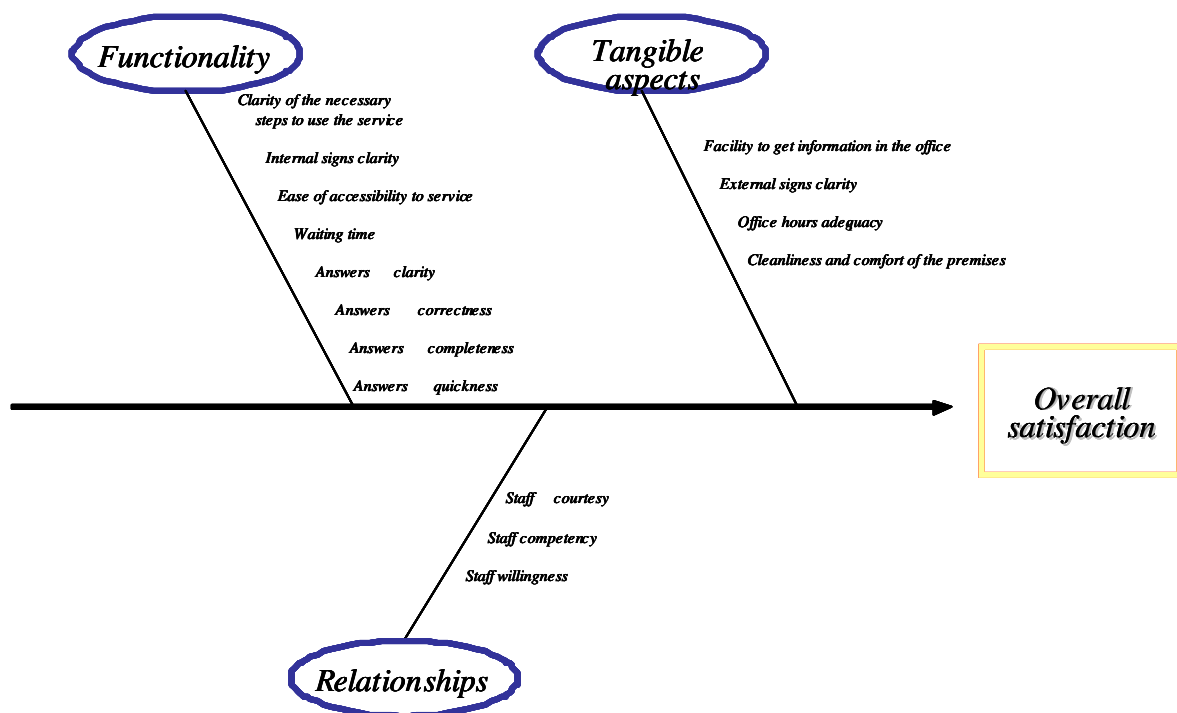 Functionality
Clarity of the necessary
steps to use the service
Internal signs clarity
Ease of accessibility to service
Waiting time
Answers clarity
Answers correctness
Answers completeness
Answers quickness
Tangible
aspects
Facility to get information in the office
External signs clarity
Office hours adequacy
Cleanliness and comfort of the premises
Overall
satisfaction
Staff courtesy
Staff competency
Staff willingness
Relationships